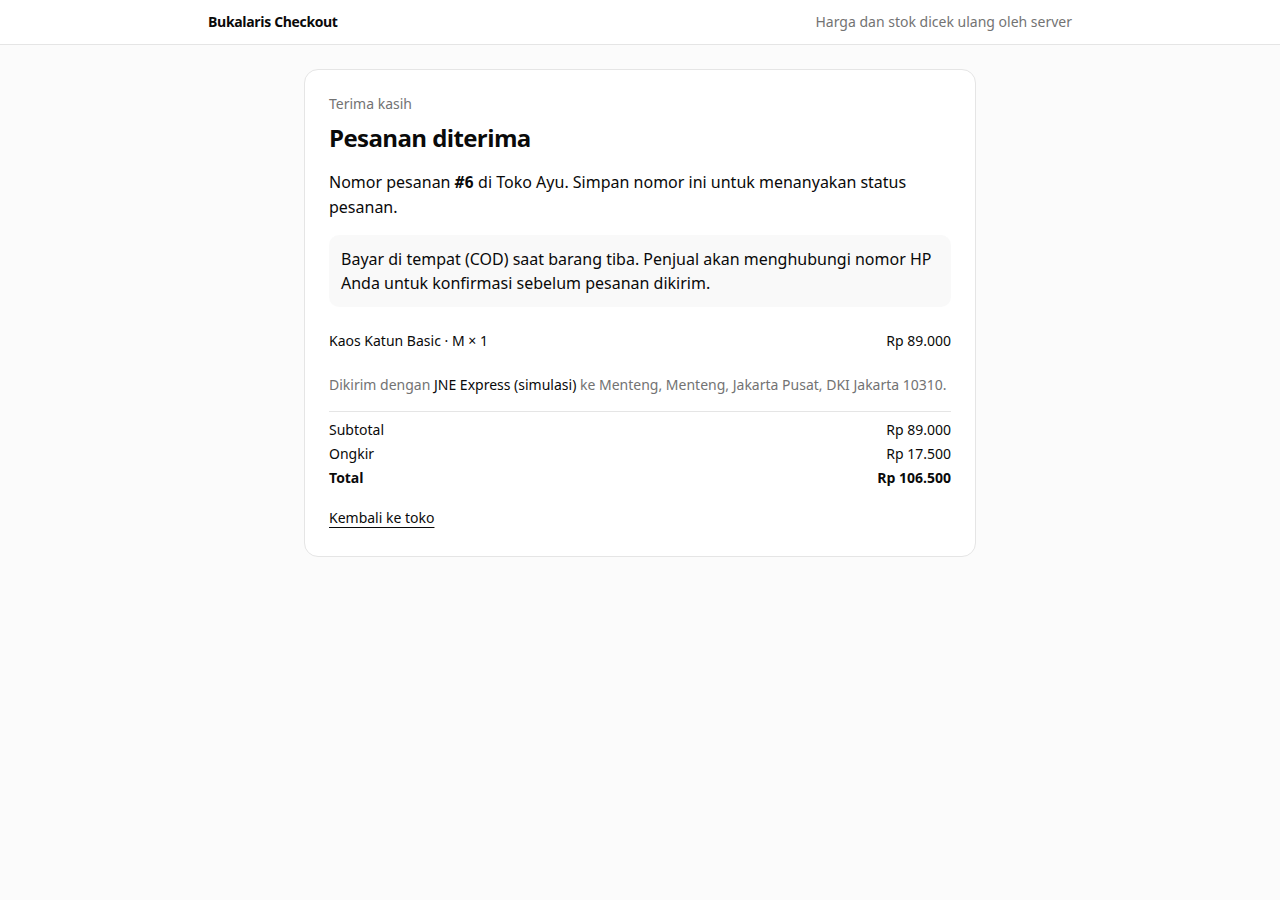 Bukalaris Checkout
Harga dan stok dicek ulang oleh server
Terima kasih
Pesanan diterima
Nomor pesanan #6 di Toko Ayu. Simpan nomor ini untuk menanyakan status
pesanan.
Bayar di tempat (COD) saat barang tiba. Penjual akan menghubungi nomor HP
Anda untuk konfirmasi sebelum pesanan dikirim.
Kaos Katun Basic · M × 1 Rp 89.000
Dikirim dengan JNE Express (simulasi) ke Menteng, Menteng, Jakarta Pusat, DKI Jakarta 10310.
Subtotal Rp 89.000
Ongkir Rp 17.500
Total Rp 106.500
Kembali ke toko